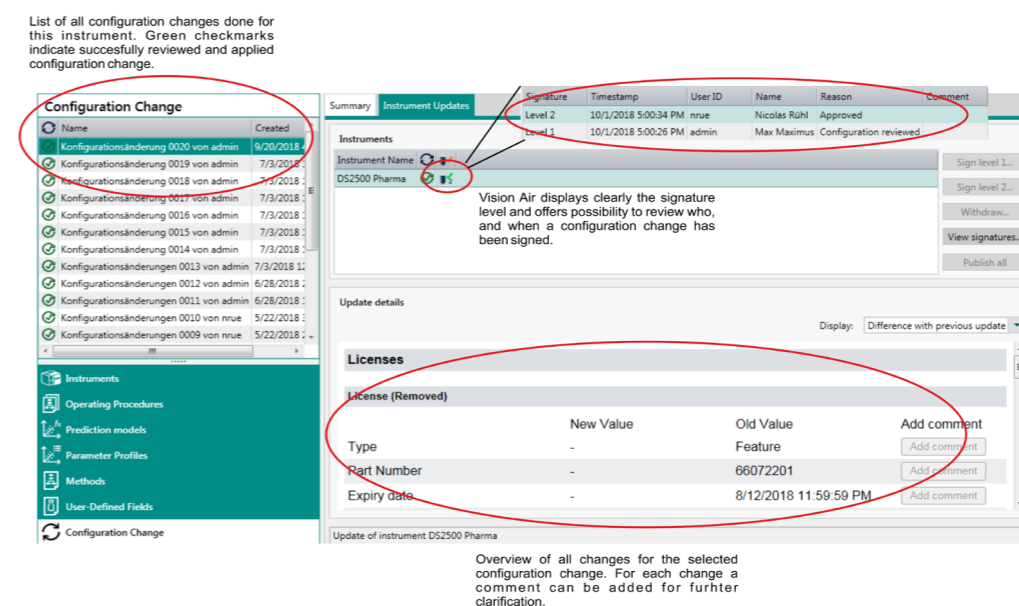 List of all configuration changes done for
this instrument. Green checkmarks
indicate succesfully reviewed and applied
configuration change.
Configuration Change
Name Created
Konfigurationsänderung 0020 von admin 9/20/2018 4
Konfigurationsänderung 0019 von admin 7/3/2018
Konfigurationsänderung 0018 von admin 7/3/2018
Konfigurationsänderung 0017 von admin 7/3/2018
Konfigurationsänderung 0016 von admin 7/3/2018
Konfigurationsänderung 0015 von admin 7/3/2018
Konfigurationsänderung 0014 von admin 7/3/2018
Konfigurationsänderungen 0013 von admin 7/3/2018 12
Konfigurationsänderungen 0012 von admin 6/28/2018
Konfigurationsänderungen 0011 von admin 6/28/2018
Konfigurationsänderungen 0010 von nrue 5/22/2018
Konfigurationsänderungen 0009 von nrue 5/22/2018
Instruments
Operating Procedures
Prediction models
Parameter Profiles
Methods
User-Defined Fields
Configuration Change
Summary Instrument Updates
Signature Timestamp User ID Name Reason Comment
Level 2 10/1/2018 5:00:34 PM nrue Nicolas Rühl Approved
Level 1 10/1/2018 5:00:26 PM admin Max Maximus Configuration reviewed
Instruments
Instrument Name
DS2500 Pharma
Vision Air displays clearly the signature
level and offers possibility to review who,
and when a configuration change has
been signed.
Sign level 1...
Sign level 2...
Withdraw...
View signatures..
Publish all
Update details
Display: Difference with previous update
Licenses
License (Removed)
New Value Old Value Add comment
Type - Feature Add comment
Part Number - 66072201 Add comment
Expiry date - 8/12/2018 11:59:59 PM Add comment
Update of instrument DS2500 Pharma
Overview of all changes for the selected
configuration change. For each change a
comment can be added for furhter
clarification.